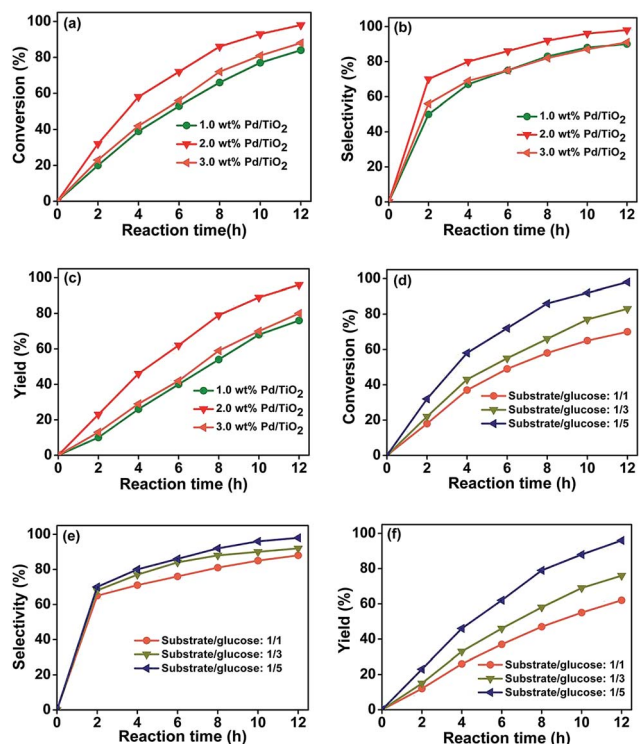 (a)
Conversion (%)
100
80
60
40
20
0
1.0 wt% Pd/TiO2
2.0 wt% Pd/TiO2
3.0 wt% Pd/TiO2
0 2 4 6 8 10 12
Reaction time(h)
(b)
Selectivity (%)
100
80
60
40
20
0
1.0 wt% Pd/TiO2
2.0 wt% Pd/TiO2
3.0 wt% Pd/TiO2
0 2 4 6 8 10 12
Reaction time (h)
(c)
Yield (%)
100
80
60
40
20
0
1.0 wt% Pd/TiO2
2.0 wt% Pd/TiO2
3.0 wt% Pd/TiO2
0 2 4 6 8 10 12
Reaction time (h)
(d)
Conversion (%)
100
80
60
40
20
0
Substrate/glucose: 1/1
Substrate/glucose: 1/3
Substrate/glucose: 1/5
0 2 4 6 8 10 12
Reaction time (h)
(e)
Selectivity (%)
100
80
60
40
20
0
Substrate/glucose: 1/1
Substrate/glucose: 1/3
Substrate/glucose: 1/5
0 2 4 6 8 10 12
Reaction time (h)
(f)
Yield (%)
100
80
60
40
20
0
Substrate/glucose: 1/1
Substrate/glucose: 1/3
Substrate/glucose: 1/5
0 2 4 6 8 10 12
Reaction time (h)